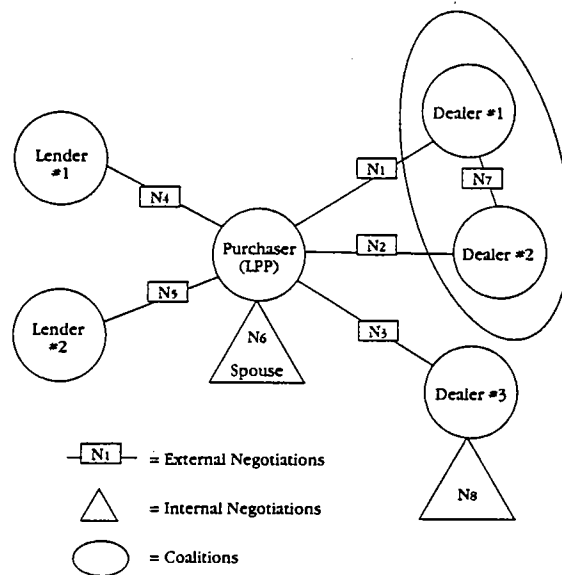 Dealer #1
Lender
#1
N1
N7
N4
Purchaser
(LPP)
N2
Dealer #2
N5
Lender
#2
N6
Spouse
N3
Dealer #3
N8
N1 = External Negotiations
= Internal Negotiations
= Coalitions